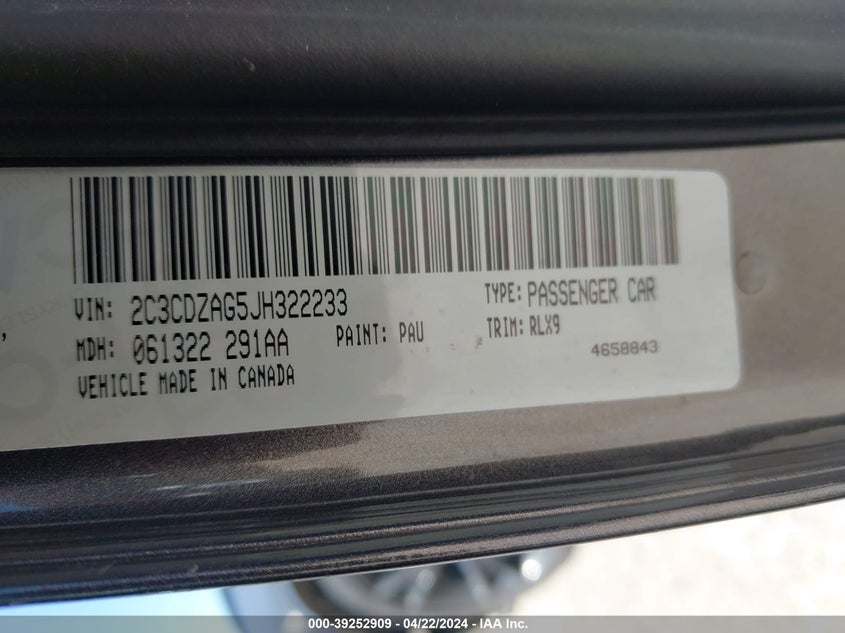 VIN: 2C3CDZAG5JH322233
TYPE: PASSENGER CAR
MDH: 061322 291AA
PAINT: PAU
TRIM: RLX9
4658843
VEHICLE MADE IN CANADA
000-39252909 - 04/22/2024 - IAA Inc.